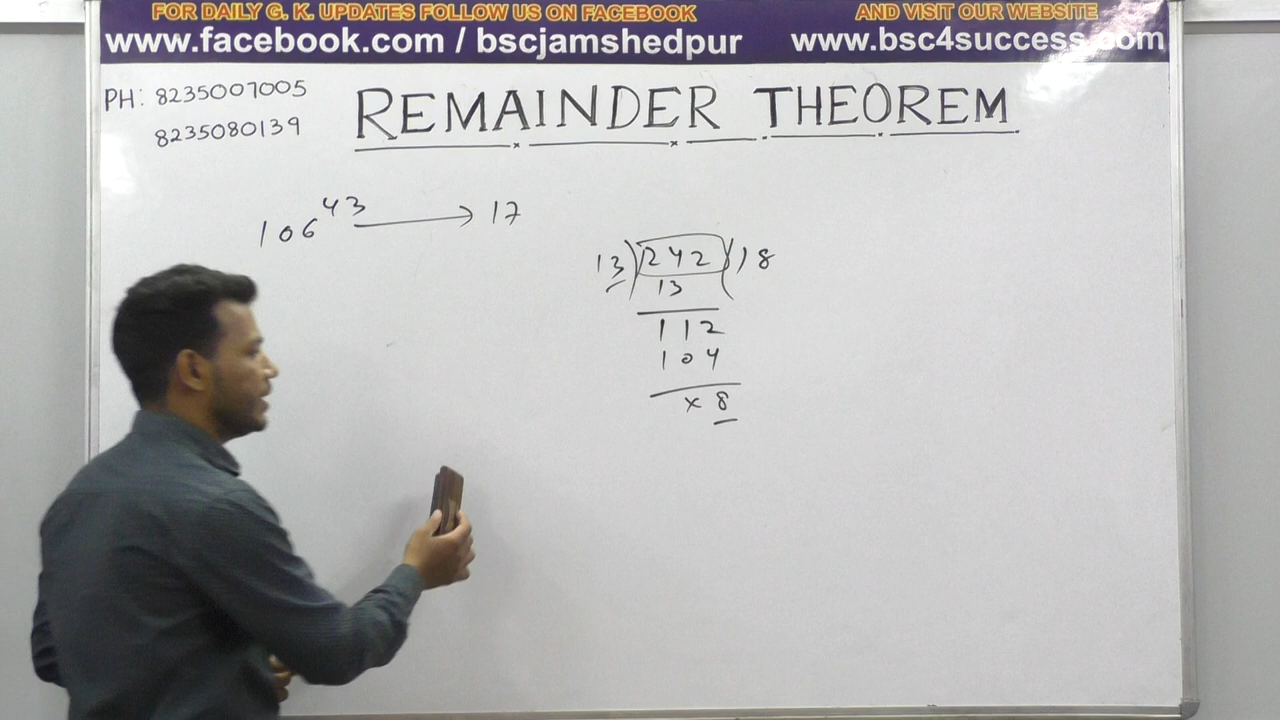 FOR DAILY G. K. UPDATES FOLLOW US ON FACEBOOK AND VISIT OUR WEBSITE
www.facebook.com / bscjamshedpur www.bsc4success.com
PH: 8235007005
8235080139
REMAINDER THEOREM
106^43 → 17
13)242(18
13
112
104
x 8